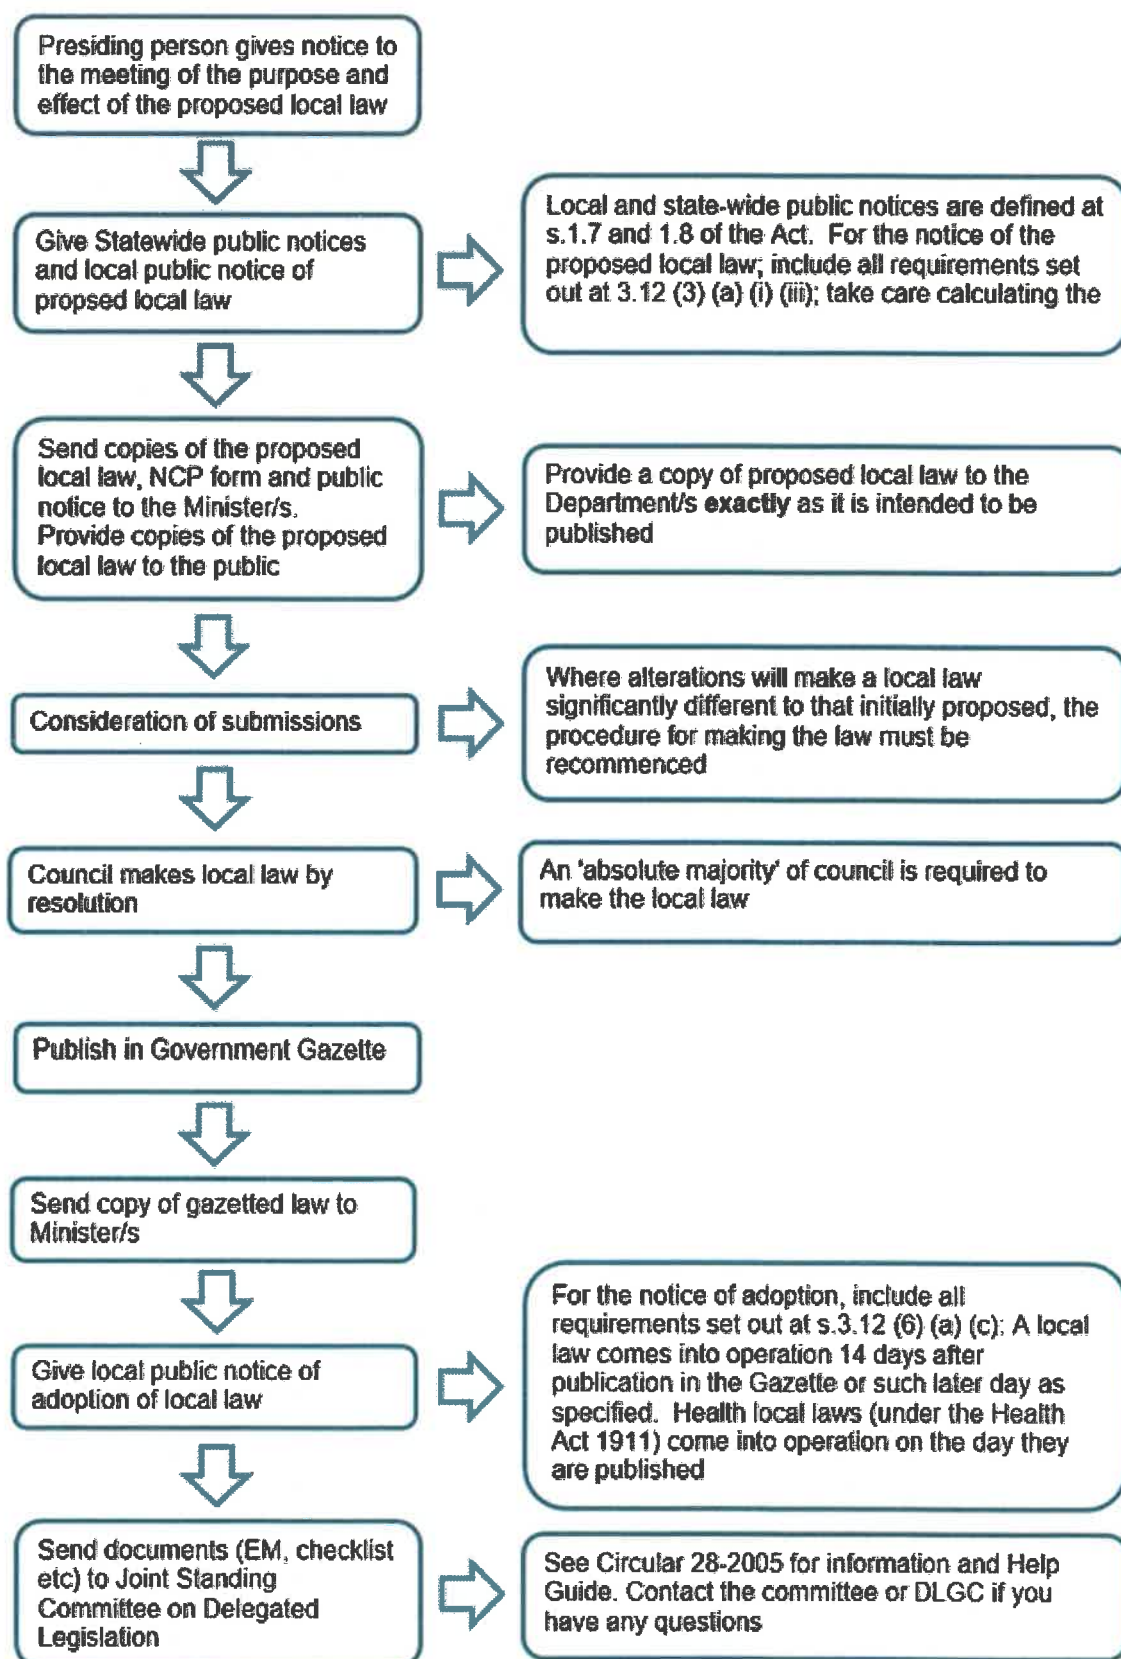 Presiding person gives notice to
the meeting of the purpose and
effect of the proposed local law
Give Statewide public notices
and local public notice of
propsed local law
Local and state-wide public notices are defined at
s.1.7 and 1.8 of the Act.  For the notice of the
proposed local law; include all requirements set
out at 3.12 (3) (a) (i) (iii); take care calculating the
Send copies of the proposed
local law, NCP form and public
notice to the Minister/s.
Provide copies of the proposed
local law to the public
Provide a copy of proposed local law to the
Department/s exactly as it is intended to be
published
Consideration of submissions
Where alterations will make a local law
significantly different to that initially proposed, the
procedure for making the law must be
recommenced
Council makes local law by
resolution
An 'absolute majority' of council is required to
make the local law
Publish in Government Gazette
Send copy of gazetted law to
Minister/s
Give local public notice of
adoption of local law
For the notice of adoption, include all
requirements set out at s.3.12 (6) (a) (c); A local
law comes into operation 14 days after
publication in the Gazette or such later day as
specified.  Health local laws (under the Health
Act 1911) come into operation on the day they
are published
Send documents (EM, checklist
etc) to Joint Standing
Committee on Delegated
Legislation
See Circular 28-2005 for information and Help
Guide. Contact the committee or DLGC if you
have any questions